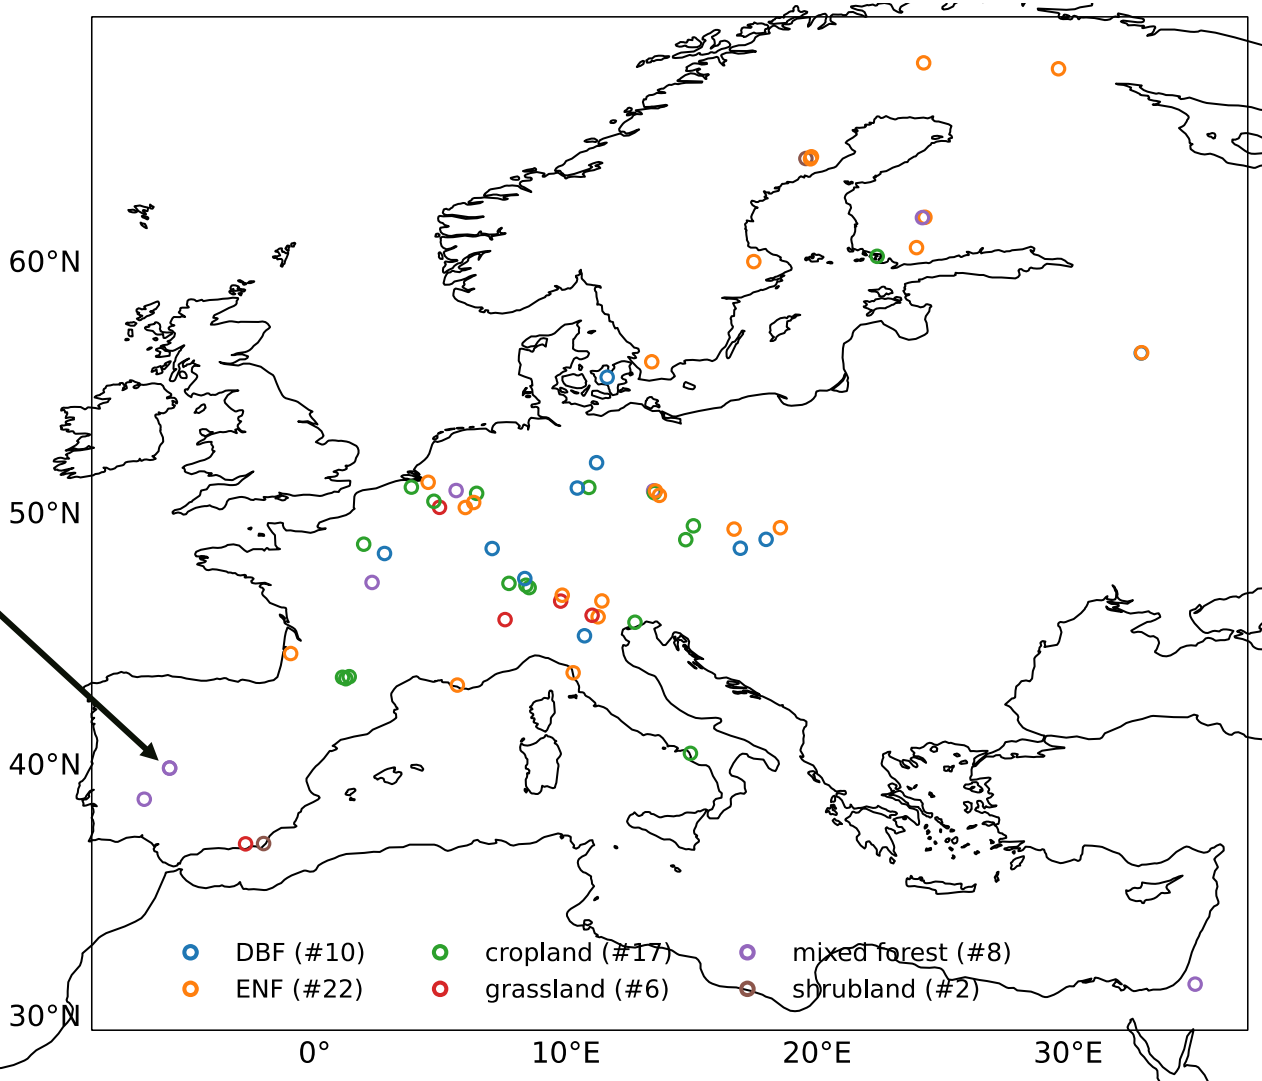 60°N
50°N
40°N
30°N
DBF (#10) cropland (#17) mixed forest (#8)
ENF (#22) grassland (#6) shrubland (#2)
0° 10°E 20°E 30°E